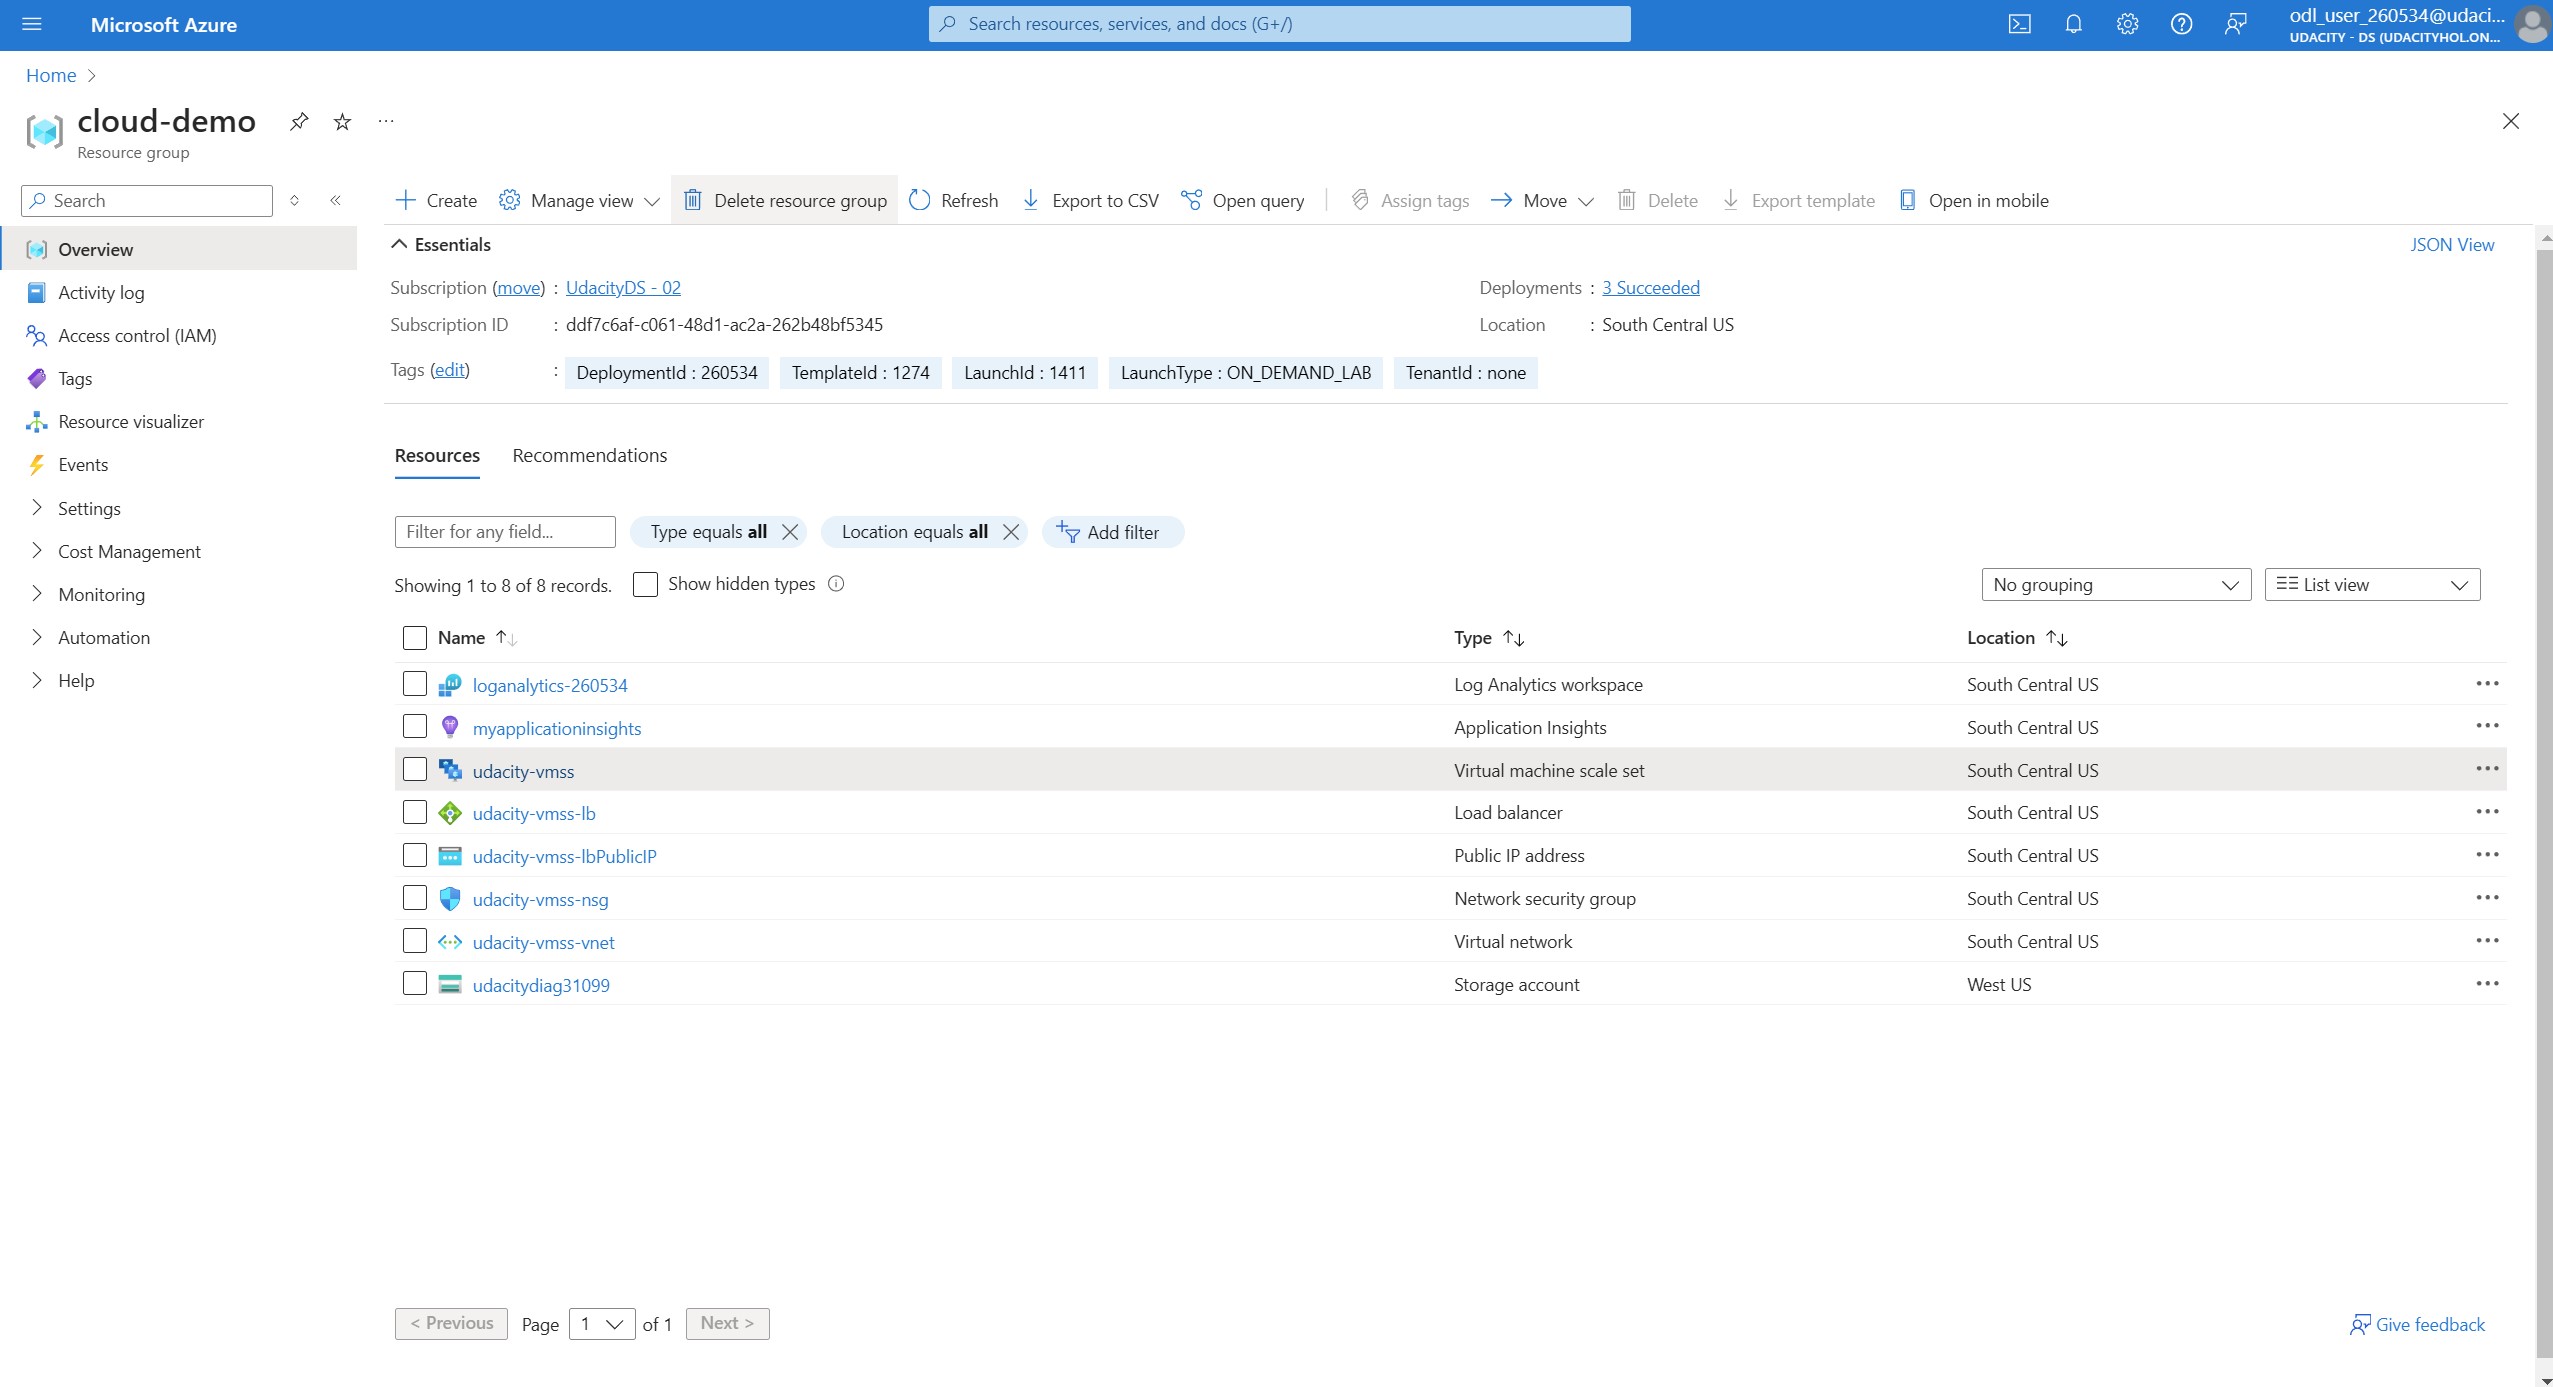 Microsoft Azure
Search resources, services, and docs (G+/)
odl_user_260534@udaci...
UDACITY - DS (UDACITYHOL.ON...
Home
cloud-demo
Resource group
Search
Create
Manage view
Delete resource group
Refresh
Export to CSV
Open query
Assign tags
Move
Delete
Export template
Open in mobile
Overview
Activity log
Access control (IAM)
Tags
Resource visualizer
Events
Settings
Cost Management
Monitoring
Automation
Help
Essentials
JSON View
Subscription (move) : UdacityDS - 02
Deployments : 3 Succeeded
Subscription ID : ddf7c6af-c061-48d1-ac2a-262b48bf5345
Location : South Central US
Tags (edit) : DeploymentId : 260534 TemplateId : 1274 LaunchId : 1411 LaunchType : ON_DEMAND_LAB TenantId : none
Resources Recommendations
Filter for any field... Type equals all Location equals all Add filter
Showing 1 to 8 of 8 records. Show hidden types
No grouping List view
Name Type Location
loganalytics-260534 Log Analytics workspace South Central US
myapplicationinsights Application Insights South Central US
udacity-vmss Virtual machine scale set South Central US
udacity-vmss-lb Load balancer South Central US
udacity-vmss-lbPublicIP Public IP address South Central US
udacity-vmss-nsg Network security group South Central US
udacity-vmss-vnet Virtual network South Central US
udacitydiag31099 Storage account West US
< Previous Page 1 of 1 Next >
Give feedback